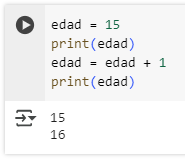 edad = 15
print(edad)
edad = edad + 1
print(edad)
15
16